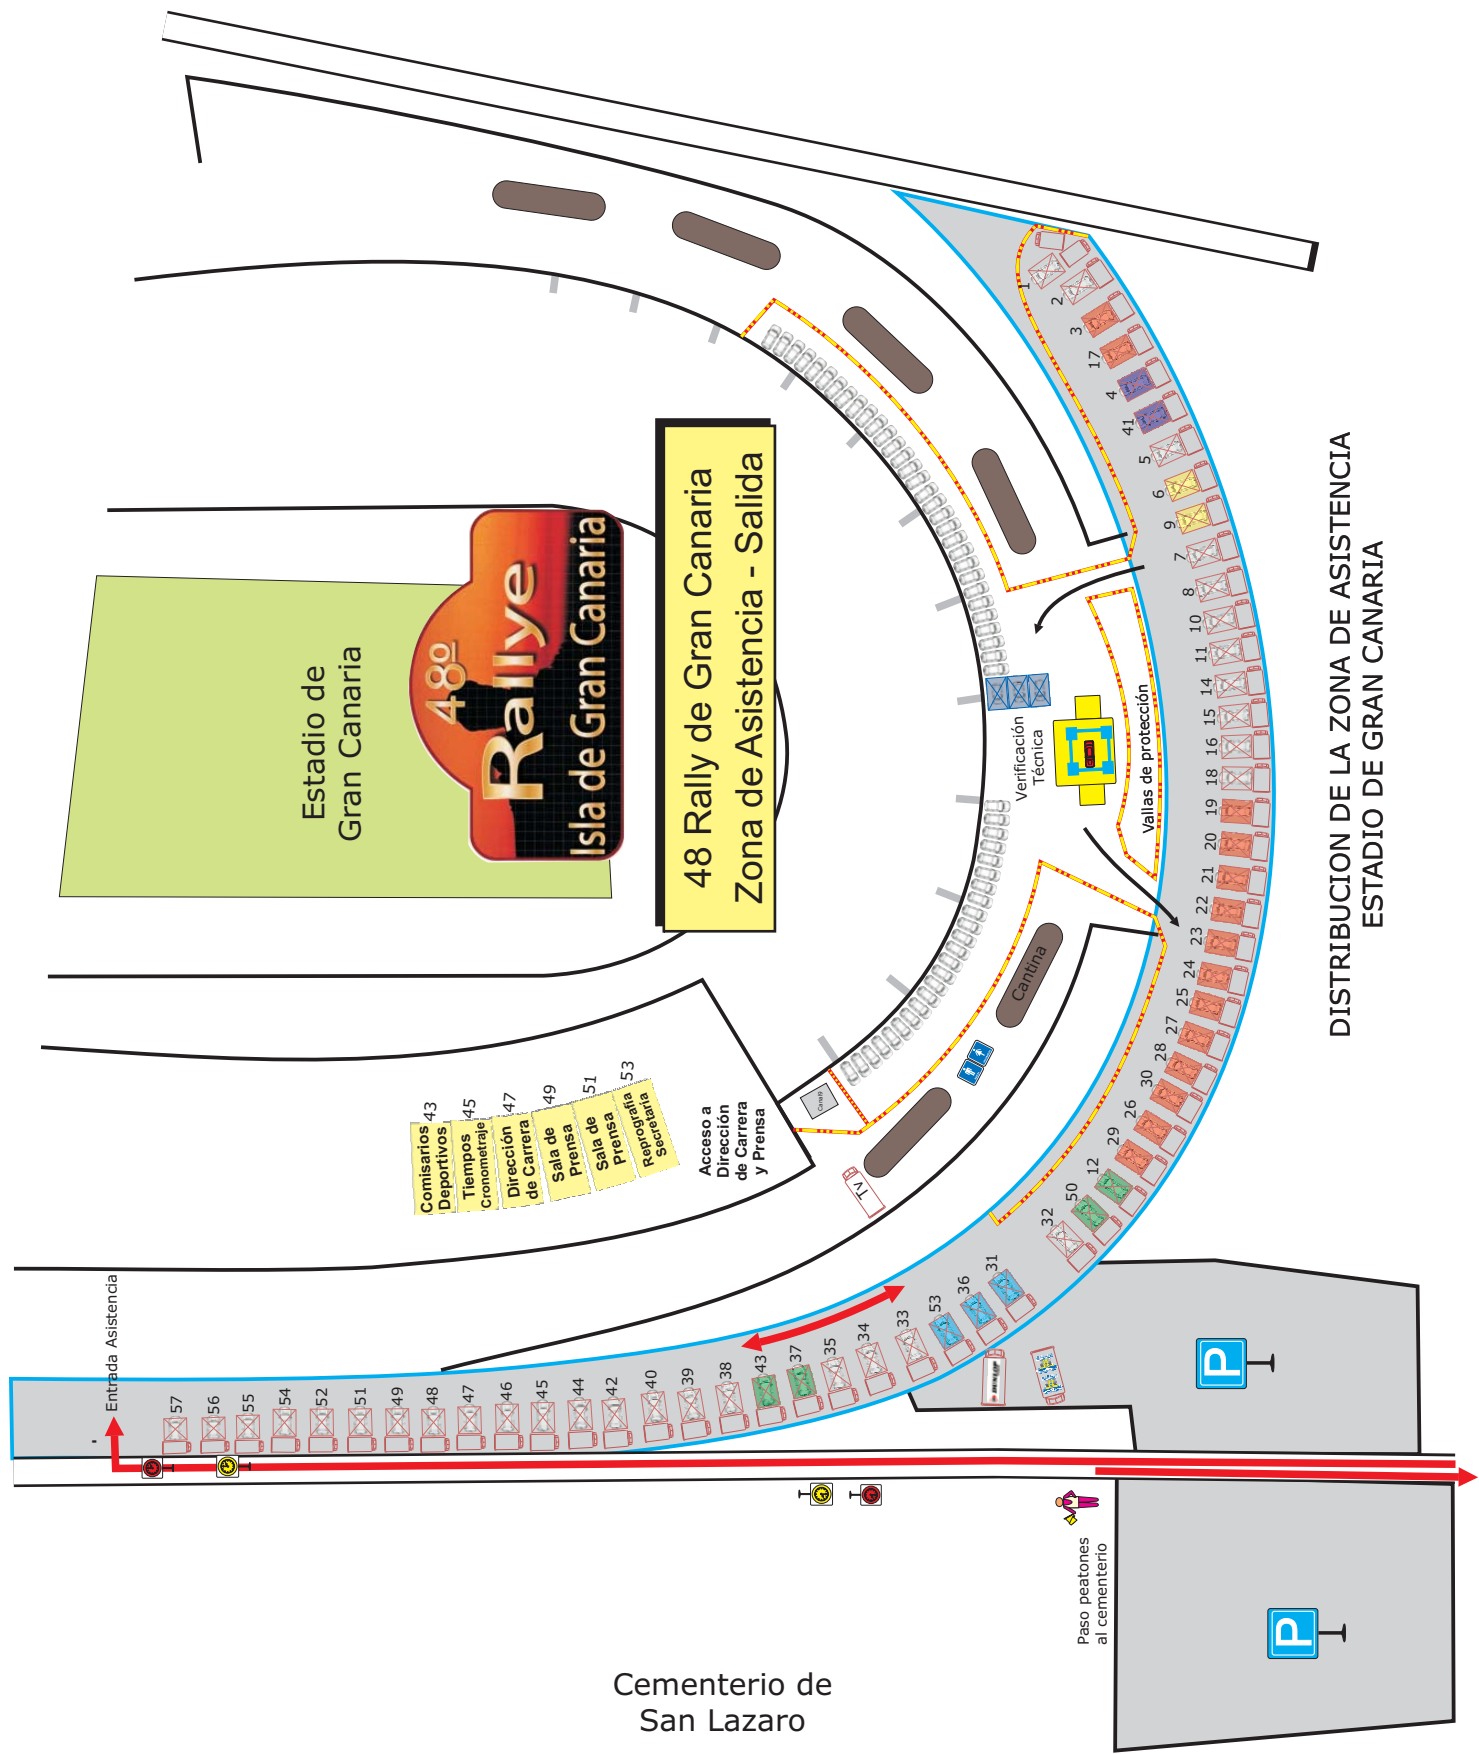 Estadio de
Gran Canaria
48º
Rallye
Isla de Gran Canaria
48 Rally de Gran Canaria
Zona de Asistencia - Salida
DISTRIBUCION DE LA ZONA DE ASISTENCIA
ESTADIO DE GRAN CANARIA
Verificación
Técnica
Vallas de protección
Cantina
Tv
Comisarios
Deportivos
43
Tiempos
Cronometraje
45
Dirección
de Carrera
47
Sala de
Prensa
49
Sala de
Prensa
51
Reprografía
Secretaria
53
Acceso a
Dirección
de Carrera
y Prensa
Entrada Asistencia
1
2
3
17
4
41
5
6
9
7
8
10
11
14
15
16
18
19
20
21
22
23
24
25
27
28
30
26
29
12
50
32
31
36
53
33
34
35
37
43
38
39
40
42
44
45
46
47
48
49
51
52
54
55
56
57
DUNLOP
P
P
Paso peatones
al cementerio
Cementerio de
San Lazaro